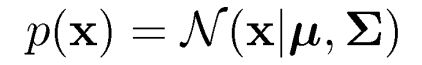 p(𝐱) = 𝒩(𝐱|𝝁, 𝚺)